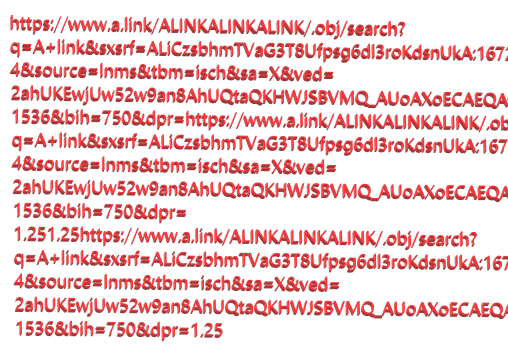 https://www.a.link/ALINKALINKALINK/.obj/search?
q=A+link&sxsrf=ALiCzsbhmTVaG3T8Ufpsg6dl3roKdsnUkA:1672
4&source=lnms&tbm=isch&sa=X&ved=
2ahUKEwjUw52w9an8AhUQtaQKHWJSBVMQ_AUoAXoECAEQA
1536&bih=750&dpr=https://www.a.link/ALINKALINKALINK/.ob
q=A+link&sxsrf=ALiCzsbhmTVaG3T8Ufpsg6dl3roKdsnUkA:167
4&source=lnms&tbm=isch&sa=X&ved=
2ahUKEwjUw52w9an8AhUQtaQKHWJSBVMQ_AUoAXoECAEQA
1536&bih=750&dpr=
1.251.25https://www.a.link/ALINKALINKALINK/.obj/search?
q=A+link&sxsrf=ALiCzsbhmTVaG3T8Ufpsg6dl3roKdsnUkA:167
4&source=lnms&tbm=isch&sa=X&ved=
2ahUKEwjUw52w9an8AhUQtaQKHWJSBVMQ_AUoAXoECAEQA
1536&bih=750&dpr=1.25